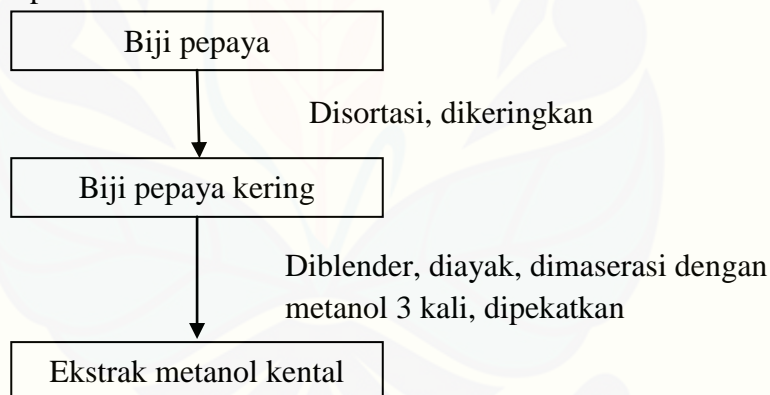 Biji pepaya
Disortasi, dikeringkan
Biji pepaya kering
Diblender, diayak, dimaserasi dengan
metanol 3 kali, dipekatkan
Ekstrak metanol kental